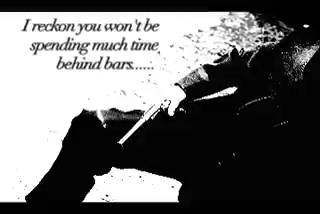 I reckon you won't be
spending much time
behind bars......